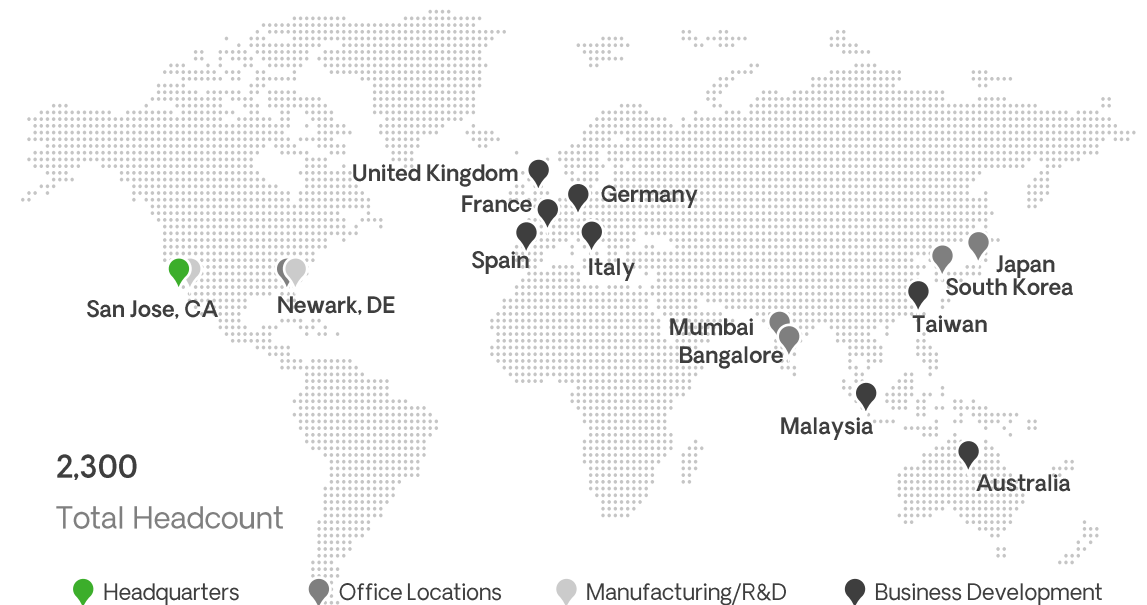 United Kingdom
Germany
France
Spain
Italy
San Jose, CA
Newark, DE
Japan
South Korea
Taiwan
Mumbai
Bangalore
Malaysia
Australia
2,300
Total Headcount
Headquarters
Office Locations
Manufacturing/R&D
Business Development